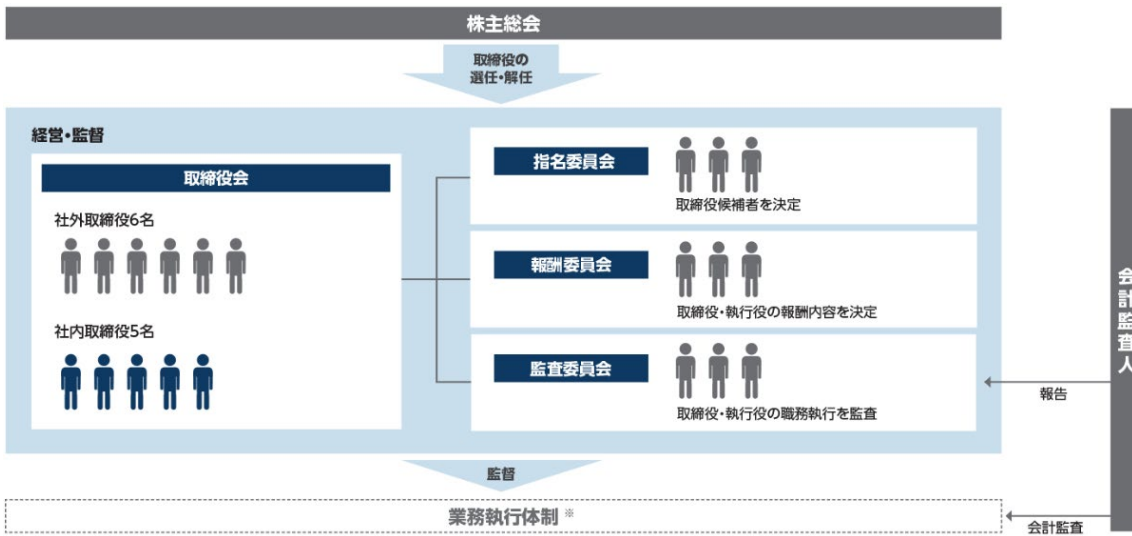 株主総会
取締役の
選任・解任
経営・監督
取締役会
社外取締役6名
社内取締役5名
指名委員会
取締役候補者を決定
報酬委員会
取締役・執行役の報酬内容を決定
監査委員会
取締役・執行役の職務執行を監査
会計監査人
報告
監督
業務執行体制※
会計監査